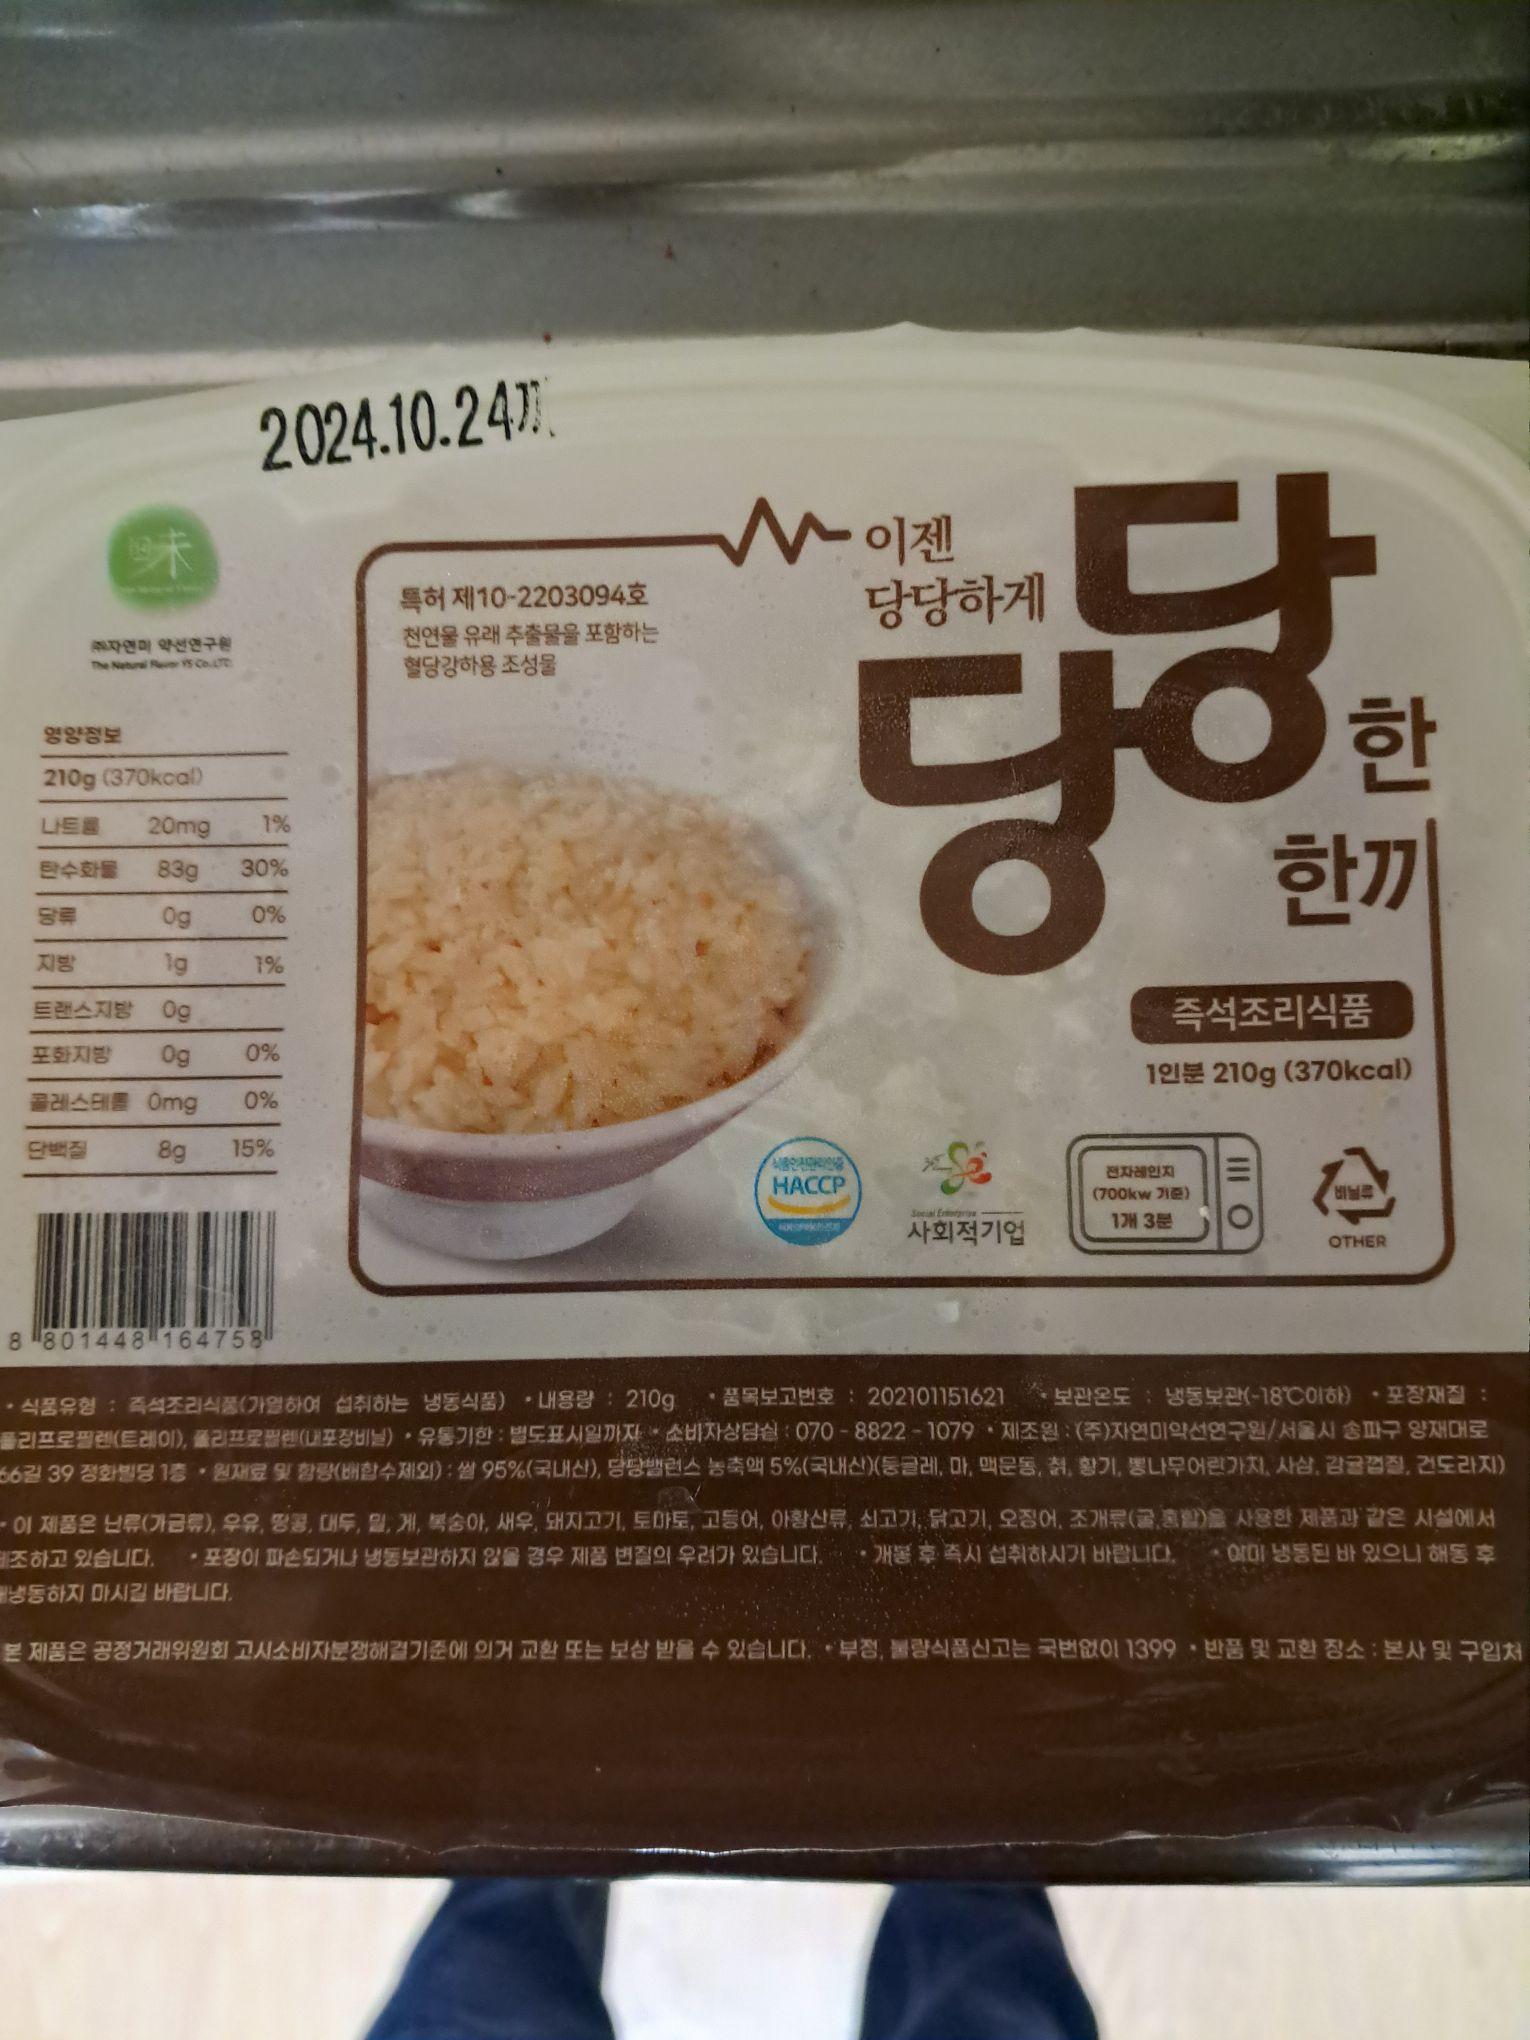 2024.10.24까
㈜자연미 약선연구원
The Natural Flavor YS Co.,LTD
영양정보
210g (370kcal)
나트륨 20mg 1%
탄수화물 83g 30%
당류 0g 0%
지방 1g 1%
트랜스지방 0g
포화지방 0g 0%
콜레스테롤 0mg 0%
단백질 8g 15%
8 801448 164758
특허 제10-2203094호
천연물 유래 추출물을 포함하는
혈당강하용 조성물
이젠
당당하게
당당한
한끼
즉석조리식품
1인분 210g (370kcal)
식품안전관리인증
HACCP
Social Enterprise
사회적기업
전자레인지
(700kw 기준)
1개 3분
비닐류
OTHER
• 식품유형 : 즉석조리식품(가열하여 섭취하는 냉동식품) • 내용량 : 210g • 품목보고번호 : 202101151621 • 보관온도 : 냉동보관(-18℃이하) • 포장재질 :
폴리프로필렌(트레이), 폴리프로필렌(내포장비닐) • 유통기한 : 별도표시일까지 • 소비자상담실 : 070 - 8822 - 1079 • 제조원 : (주)자연미약선연구원/서울시 송파구 양재대로
66길 39 정화빌딩 1층 • 원재료 및 함량(배합수제외) : 쌀 95%(국내산), 당당밸런스 농축액 5%(국내산)(둥글레, 마, 맥문동, 칡, 황기, 뽕나무어린가지, 사삼, 감귤껍질, 건도라지)
• 이 제품은 난류(가금류), 우유, 땅콩, 대두, 밀, 게, 복숭아, 새우, 돼지고기, 토마토, 고등어, 아황산류, 쇠고기, 닭고기, 오징어, 조개류(굴,홍합)을 사용한 제품과 같은 시설에서
제조하고 있습니다. • 포장이 파손되거나 냉동보관하지 않을 경우 제품 변질의 우려가 있습니다. • 개봉 후 즉시 섭취하시기 바랍니다. • 이미 냉동된 바 있으니 해동 후
재냉동하지 마시길 바랍니다.
본 제품은 공정거래위원회 고시소비자분쟁해결기준에 의거 교환 또는 보상 받을 수 있습니다. • 부정, 불량식품신고는 국번없이 1399 • 반품 및 교환 장소 : 본사 및 구입처